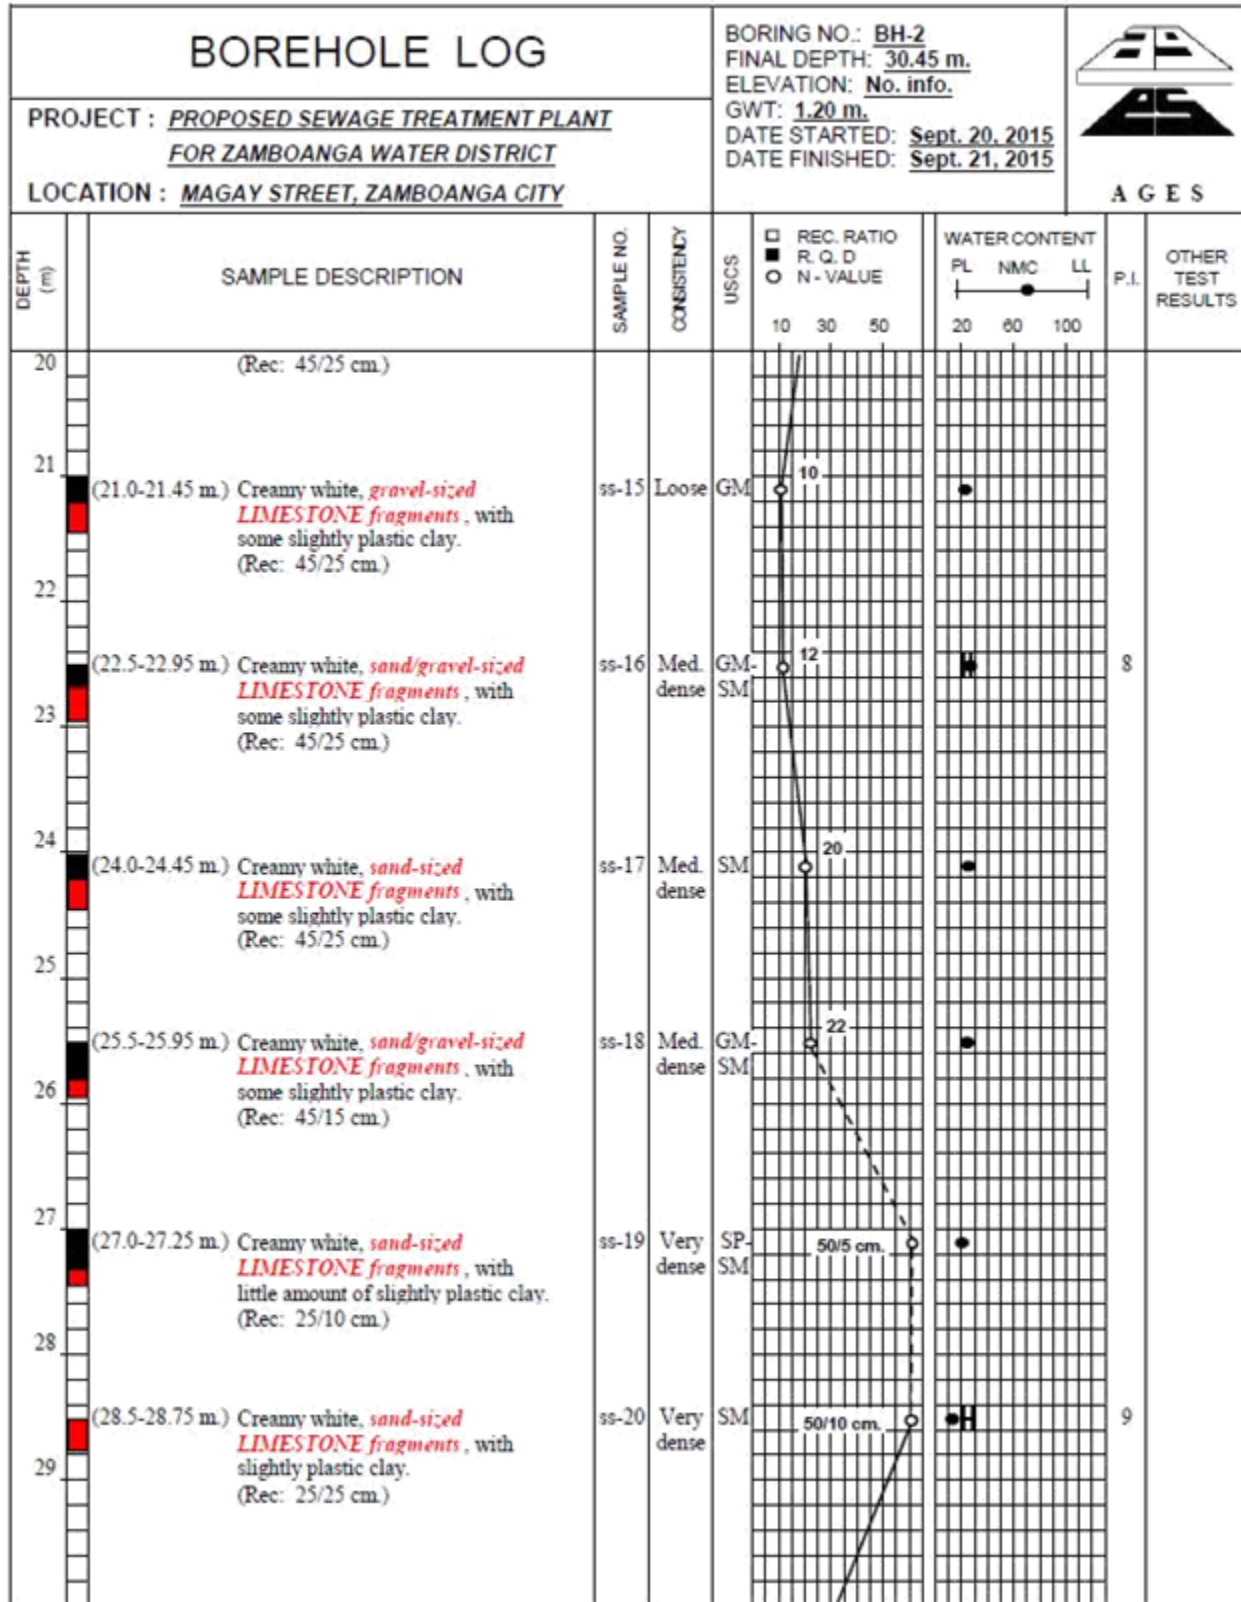 BOREHOLE LOG
PROJECT : PROPOSED SEWAGE TREATMENT PLANT
FOR ZAMBOANGA WATER DISTRICT
LOCATION : MAGAY STREET, ZAMBOANGA CITY
BORING NO.: BH-2
FINAL DEPTH: 30.45 m.
ELEVATION: No. info.
GWT: 1.20 m.
DATE STARTED: Sept. 20, 2015
DATE FINISHED: Sept. 21, 2015
A G E S
DEPTH (m)
SAMPLE DESCRIPTION
SAMPLE NO.
CONSISTENCY
USCS
REC. RATIO
R. Q. D
N - VALUE
10 30 50
WATER CONTENT
PL NMC LL
20 60 100
P.I.
OTHER
TEST
RESULTS
20 (Rec: 45/25 cm.)
21
10
(21.0-21.45 m.) Creamy white, gravel-sized ss-15 Loose GM
LIMESTONE fragments , with
some slightly plastic clay.
(Rec: 45/25 cm.)
22
12
(22.5-22.95 m.) Creamy white, sand/gravel-sized ss-16 Med. GM- 8
LIMESTONE fragments , with dense SM
some slightly plastic clay.
23
(Rec: 45/25 cm.)
24
20
(24.0-24.45 m.) Creamy white, sand-sized ss-17 Med. SM
LIMESTONE fragments , with dense
some slightly plastic clay.
(Rec: 45/25 cm.)
25
22
(25.5-25.95 m.) Creamy white, sand/gravel-sized ss-18 Med. GM-
LIMESTONE fragments , with dense SM
26 some slightly plastic clay.
(Rec: 45/15 cm.)
27
(27.0-27.25 m.) Creamy white, sand-sized ss-19 Very SP- 50/5 cm.
LIMESTONE fragments , with dense SM
little amount of slightly plastic clay.
(Rec: 25/10 cm.)
28
(28.5-28.75 m.) Creamy white, sand-sized ss-20 Very SM 50/10 cm. 9
LIMESTONE fragments , with dense
29 slightly plastic clay.
(Rec: 25/25 cm.)